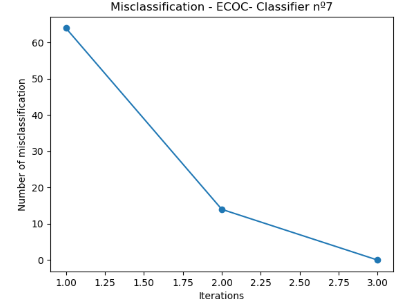 Misclassification - ECOC- Classifier nº7
Number of misclassification
60
50
40
30
20
10
0
1.00 1.25 1.50 1.75 2.00 2.25 2.50 2.75 3.00
Iterations